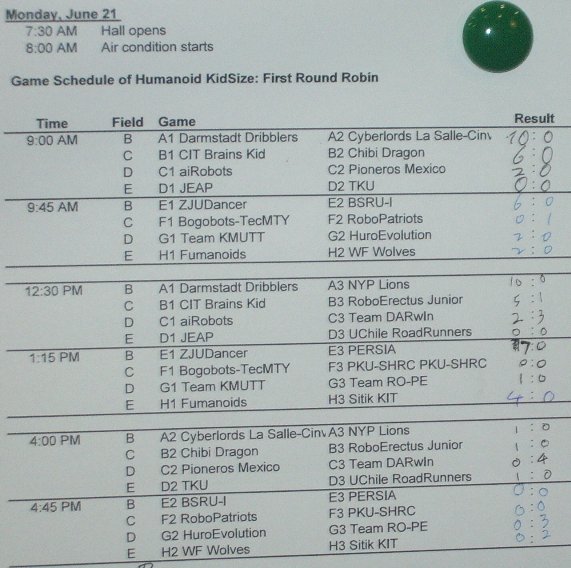 Monday, June 21
7:30 AM Hall opens
8:00 AM Air condition starts
Game Schedule of Humanoid KidSize: First Round Robin
Time Field Game Result
9:00 AM B A1 Darmstadt Dribblers A2 Cyberlords La Salle-Cinv 10:0
C B1 CIT Brains Kid B2 Chibi Dragon 6:0
D C1 aiRobots C2 Pioneros Mexico 2:0
E D1 JEAP D2 TKU 0:0
9:45 AM B E1 ZJUDancer E2 BSRU-I 6:0
C F1 Bogobots-TecMTY F2 RoboPatriots 0:1
D G1 Team KMUTT G2 HuroEvolution 2:0
E H1 Fumanoids H2 WF Wolves 2:0
12:30 PM B A1 Darmstadt Dribblers A3 NYP Lions 10:0
C B1 CIT Brains Kid B3 RoboErectus Junior 5:1
D C1 aiRobots C3 Team DARwIn 2:3
E D1 JEAP D3 UChile RoadRunners 0:0
1:15 PM B E1 ZJUDancer E3 PERSIA 7:0
C F1 Bogobots-TecMTY F3 PKU-SHRC PKU-SHRC 0:0
D G1 Team KMUTT G3 Team RO-PE 1:0
E H1 Fumanoids H3 Sitik KIT 4:0
4:00 PM B A2 Cyberlords La Salle-Cinv A3 NYP Lions 1:0
C B2 Chibi Dragon B3 RoboErectus Junior 1:0
D C2 Pioneros Mexico C3 Team DARwIn 0:4
E D2 TKU D3 UChile RoadRunners 1:0
4:45 PM B E2 BSRU-I E3 PERSIA 0:0
C F2 RoboPatriots F3 PKU-SHRC 0:0
D G2 HuroEvolution G3 Team RO-PE 0:3
E H2 WF Wolves H3 Sitik KIT 0:2